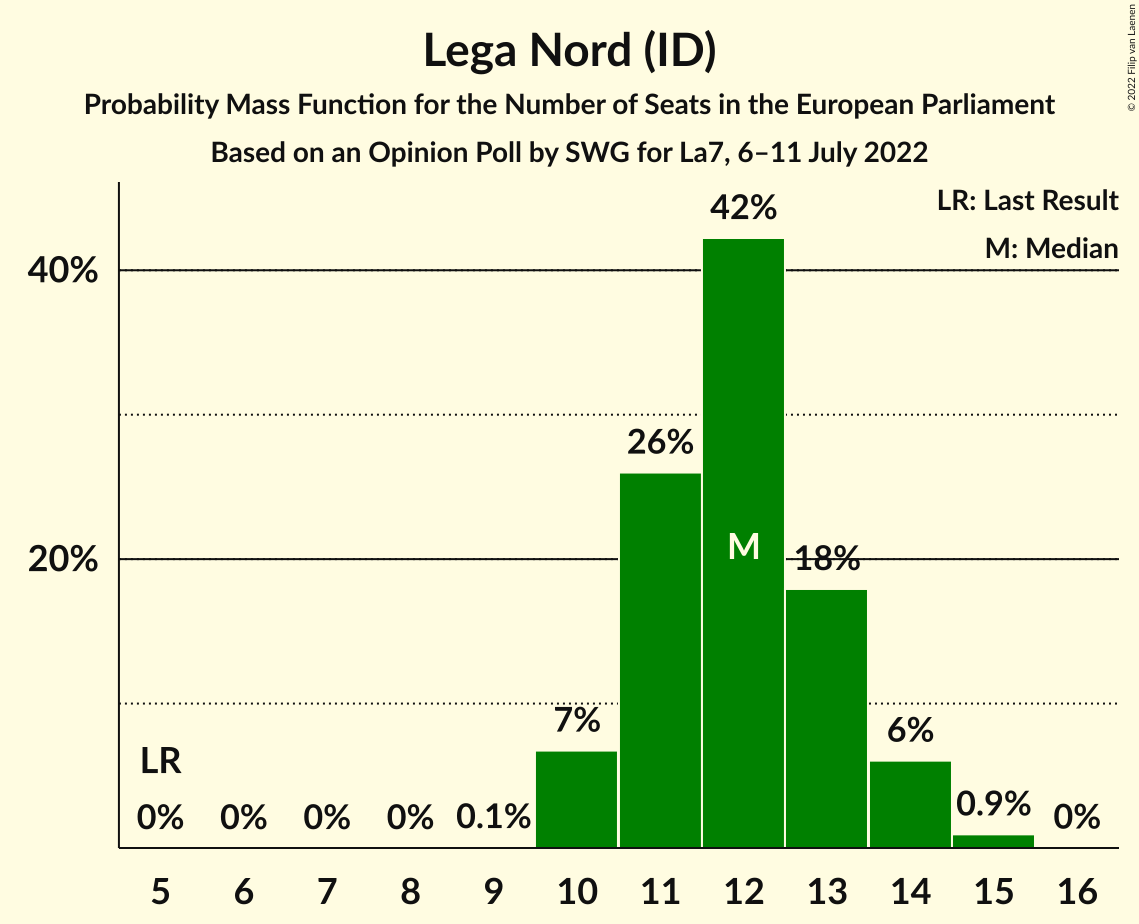 © 2022 Filip van Laenen
Lega Nord (ID)
Probability Mass Function for the Number of Seats in the European Parliament
Based on an Opinion Poll by SWG for La7, 6–11 July 2022
LR: Last Result
M: Median
42%
40%
26%
M
20%
18%
7%
6%
LR
0%
0%
0%
0%
0.1%
0.9%
0%
5 6 7 8 9 10 11 12 13 14 15 16